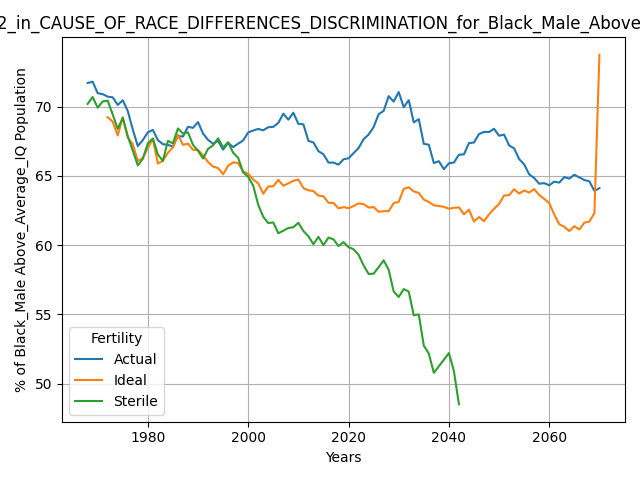 2_in_CAUSE_OF_RACE_DIFFERENCES_DISCRIMINATION_for_Black_Male_Above
% of Black_Male Above_Average_IQ Population
70
65
60
55
50
Fertility
Actual
Ideal
Sterile
1980 2000 2020 2040 2060
Years